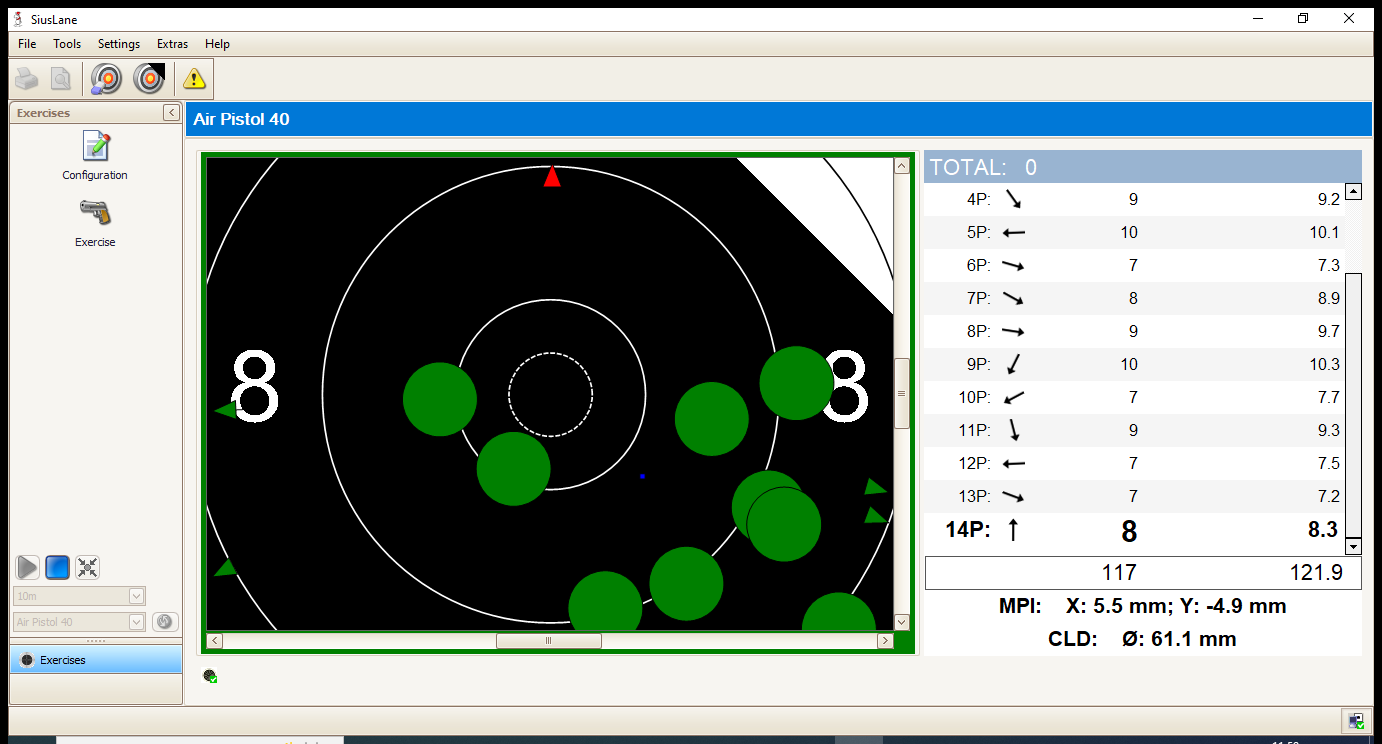 SiusLane
File Tools Settings Extras Help
Exercises
Air Pistol 40
Configuration
Exercise
8
8
TOTAL: 0
4P: 9 9.2
5P: 10 10.1
6P: 7 7.3
7P: 8 8.9
8P: 9 9.7
9P: 10 10.3
10P: 7 7.7
11P: 9 9.3
12P: 7 7.5
13P: 7 7.2
14P: 8 8.3
117 121.9
MPI: X: 5.5 mm; Y: -4.9 mm
CLD: Ø: 61.1 mm
10m
Air Pistol 40
Exercises